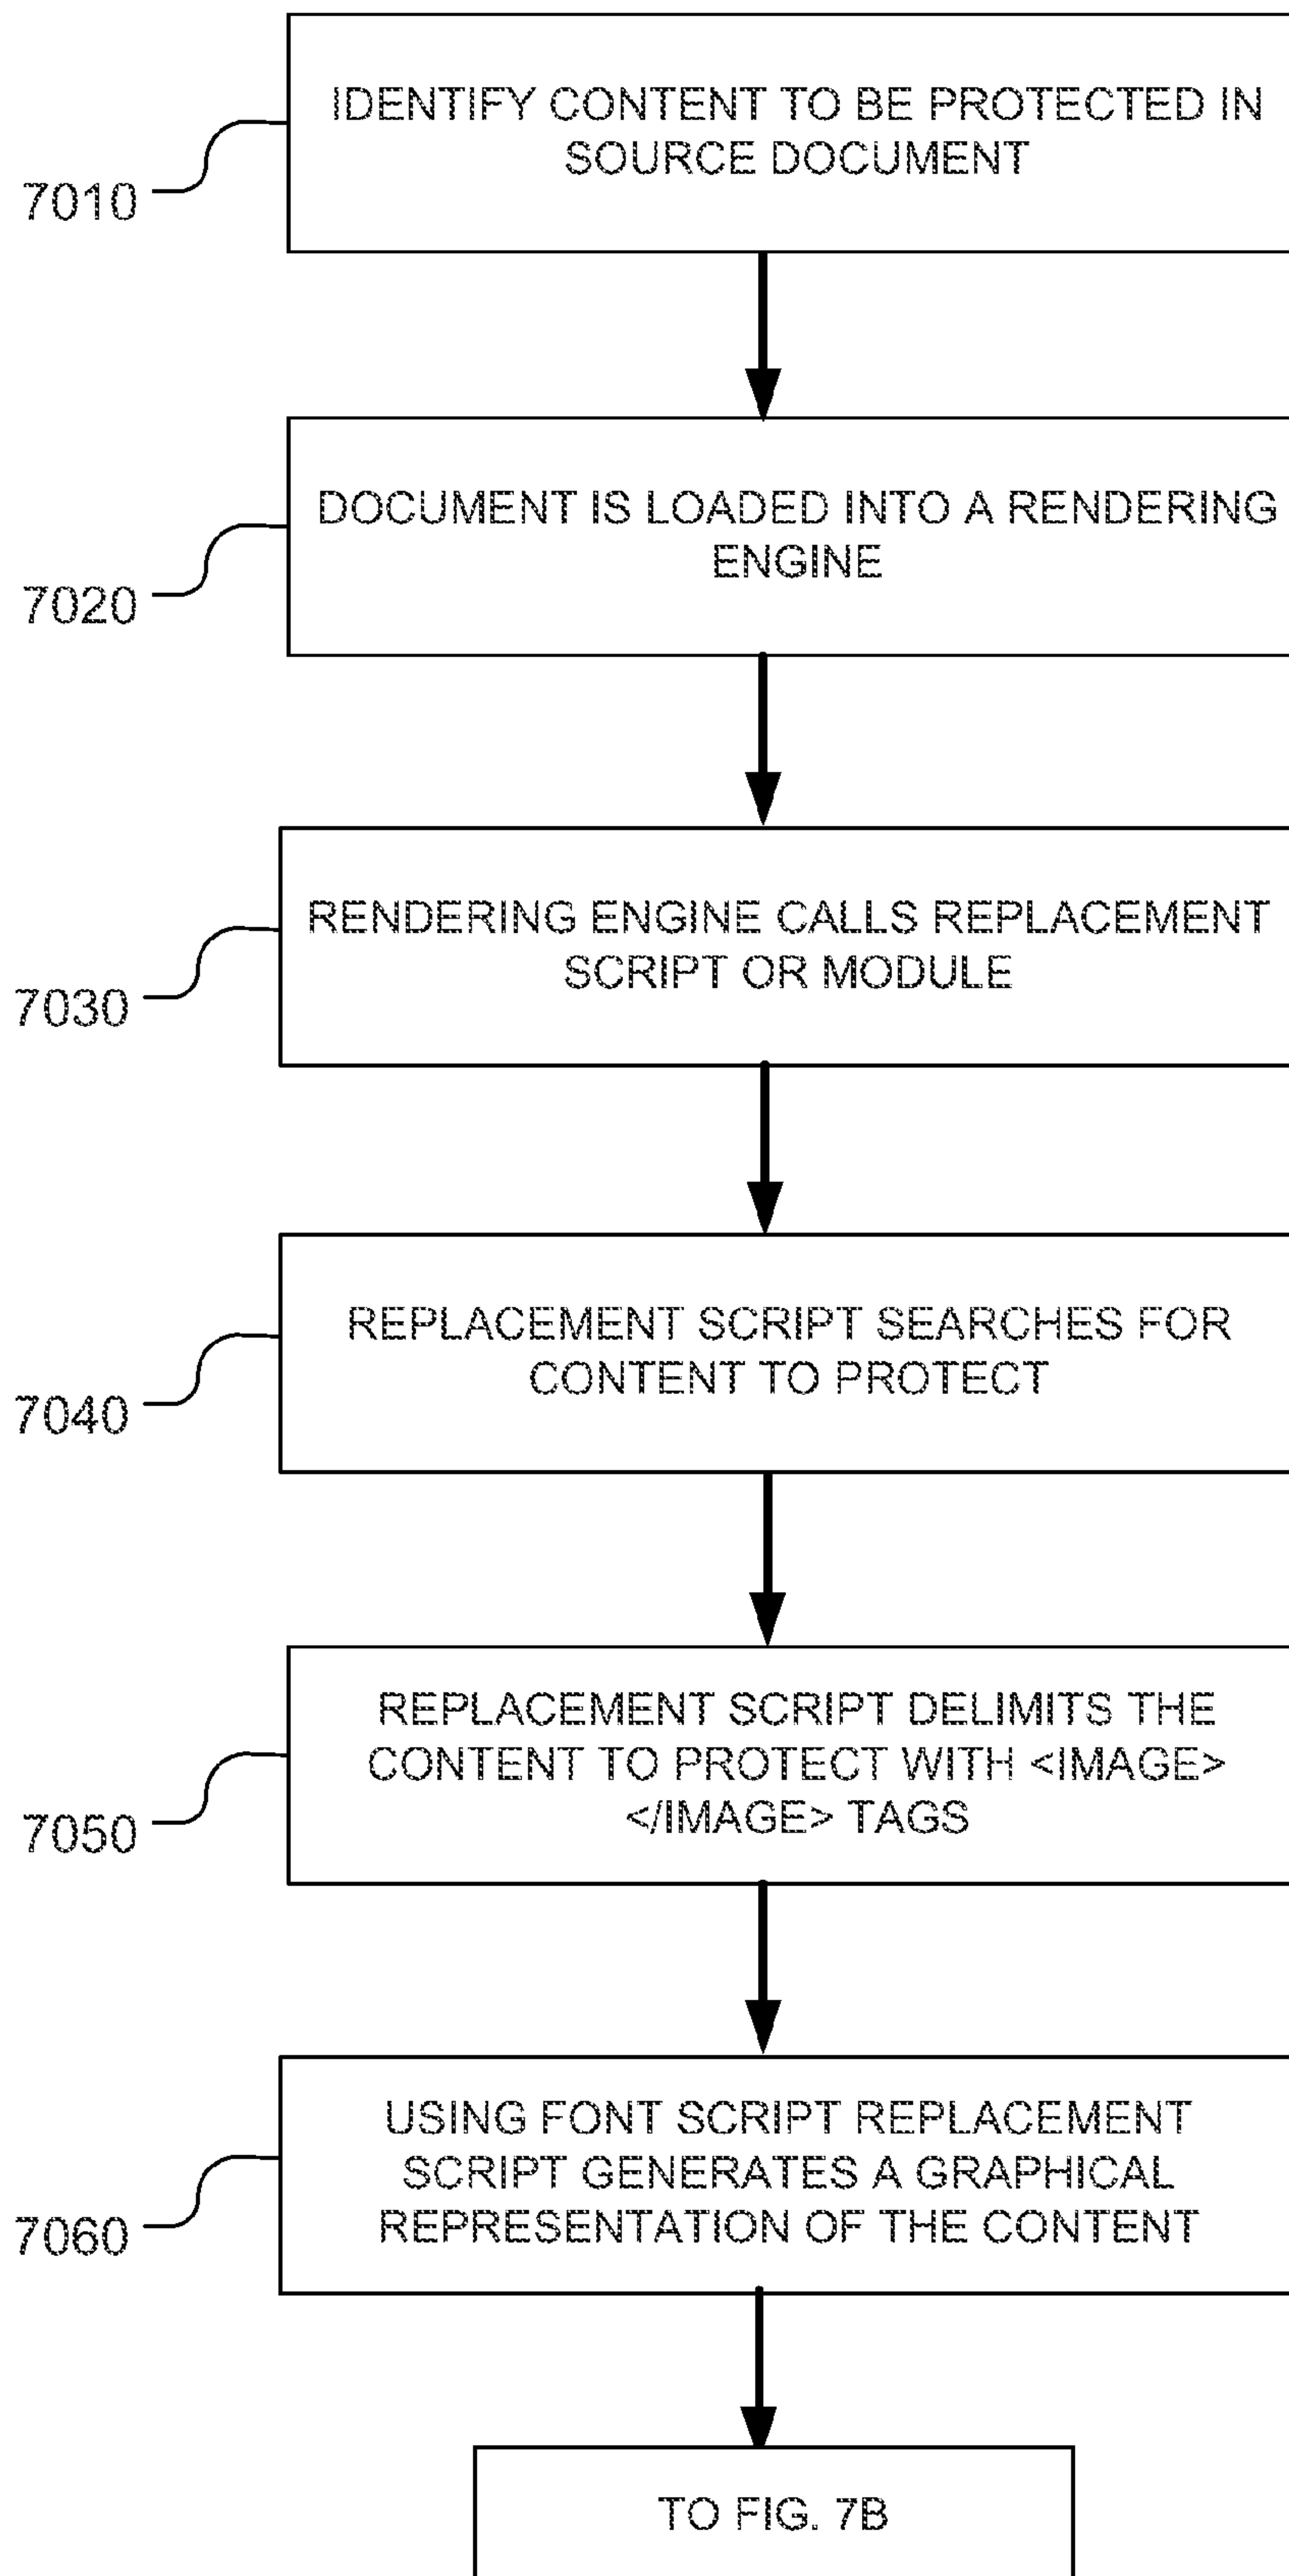 IDENTIFY CONTENT TO BE PROTECTED IN
SOURCE DOCUMENT
7010
DOCUMENT IS LOADED INTO A RENDERING
ENGINE
7020
RENDERING ENGINE CALLS REPLACEMENT
SCRIPT OR MODULE
7030
REPLACEMENT SCRIPT SEARCHES FOR
CONTENT TO PROTECT
7040
REPLACEMENT SCRIPT DELIMITS THE
CONTENT TO PROTECT WITH <IMAGE>
</IMAGE> TAGS
7050
USING FONT SCRIPT REPLACEMENT
SCRIPT GENERATES A GRAPHICAL
REPRESENTATION OF THE CONTENT
7060
TO FIG. 7B